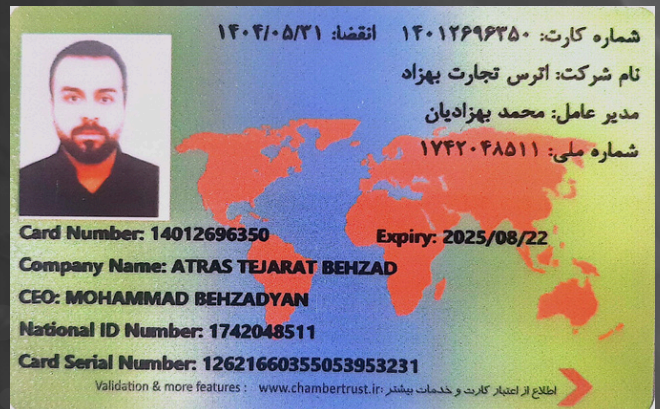 شماره کارت: ۱۴۰۱۲۶۹۶۳۵۰ انقضا: ۱۴۰۴/۰۵/۳۱
نام شرکت: اترس تجارت بهزاد
مدیر عامل: محمد بهزادیان
شماره ملی: ۱۷۴۲۰۴۸۵۱۱
Card Number: 14012696350 Expiry: 2025/08/22
Company Name: ATRAS TEJARAT BEHZAD
CEO: MOHAMMAD BEHZADYAN
National ID Number: 1742048511
Card Serial Number: 12621660355053953231
Validation & more features : www.chambertrust.ir: اطلاع از اعتبار کارت و خدمات بیشتر